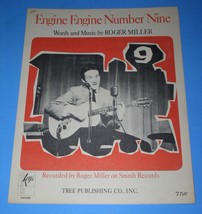 Engine Engine Number Nine
Words and Music by ROGER MILLER
9
Recorded by Roger Miller on Smash Records
TREE PUBLISHING CO., INC.